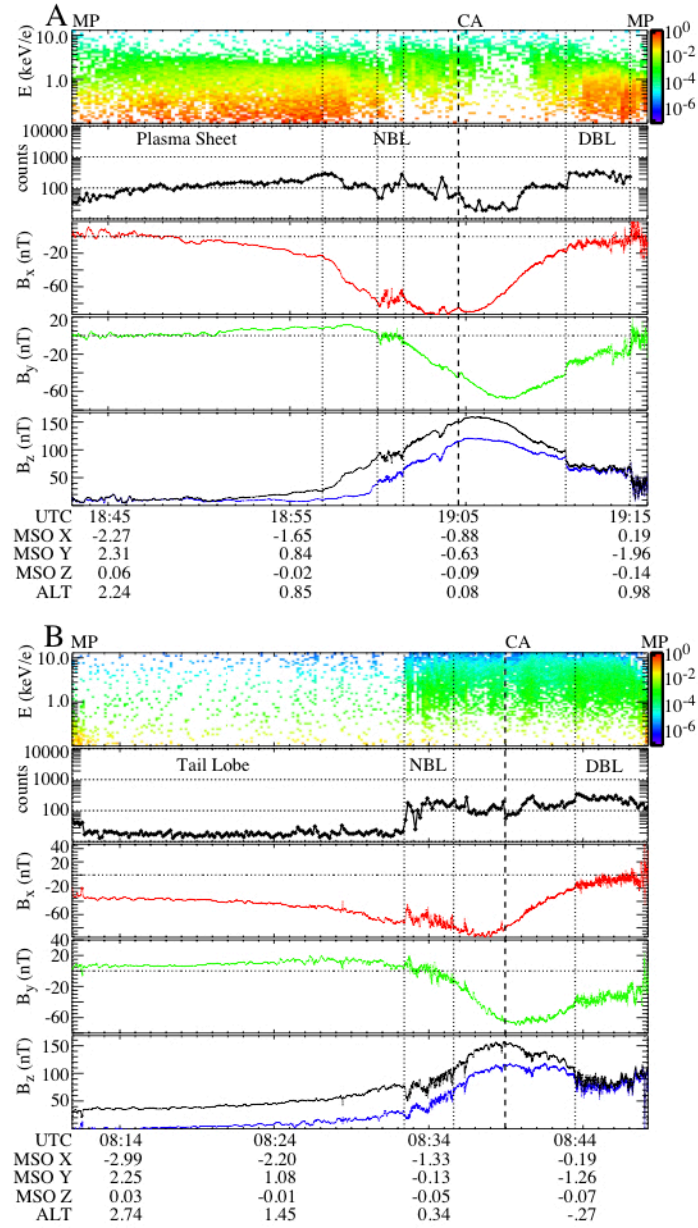 A
MP CA MP
E (keV/e)
10.0
1.0
10^0
10^-2
10^-4
10^-6
counts
10000
1000
100
Plasma Sheet NBL DBL
B_x (nT)
-20
-60
B_y (nT)
20
-20
-60
B_z (nT)
150
100
50
UTC 18:45 18:55 19:05 19:15
MSO X -2.27 -1.65 -0.88 0.19
MSO Y 2.31 0.84 -0.63 -1.96
MSO Z 0.06 -0.02 -0.09 -0.14
ALT 2.24 0.85 0.08 0.98
B
MP CA MP
E (keV/e)
10.0
1.0
10^0
10^-2
10^-4
10^-6
counts
10000
1000
100
Tail Lobe NBL DBL
B_x (nT)
40
20
-20
-60
B_y (nT)
40
20
-20
-60
B_z (nT)
150
100
50
UTC 08:14 08:24 08:34 08:44
MSO X -2.99 -2.20 -1.33 -0.19
MSO Y 2.25 1.08 -0.13 -1.26
MSO Z 0.03 -0.01 -0.05 -0.07
ALT 2.74 1.45 0.34 -.27